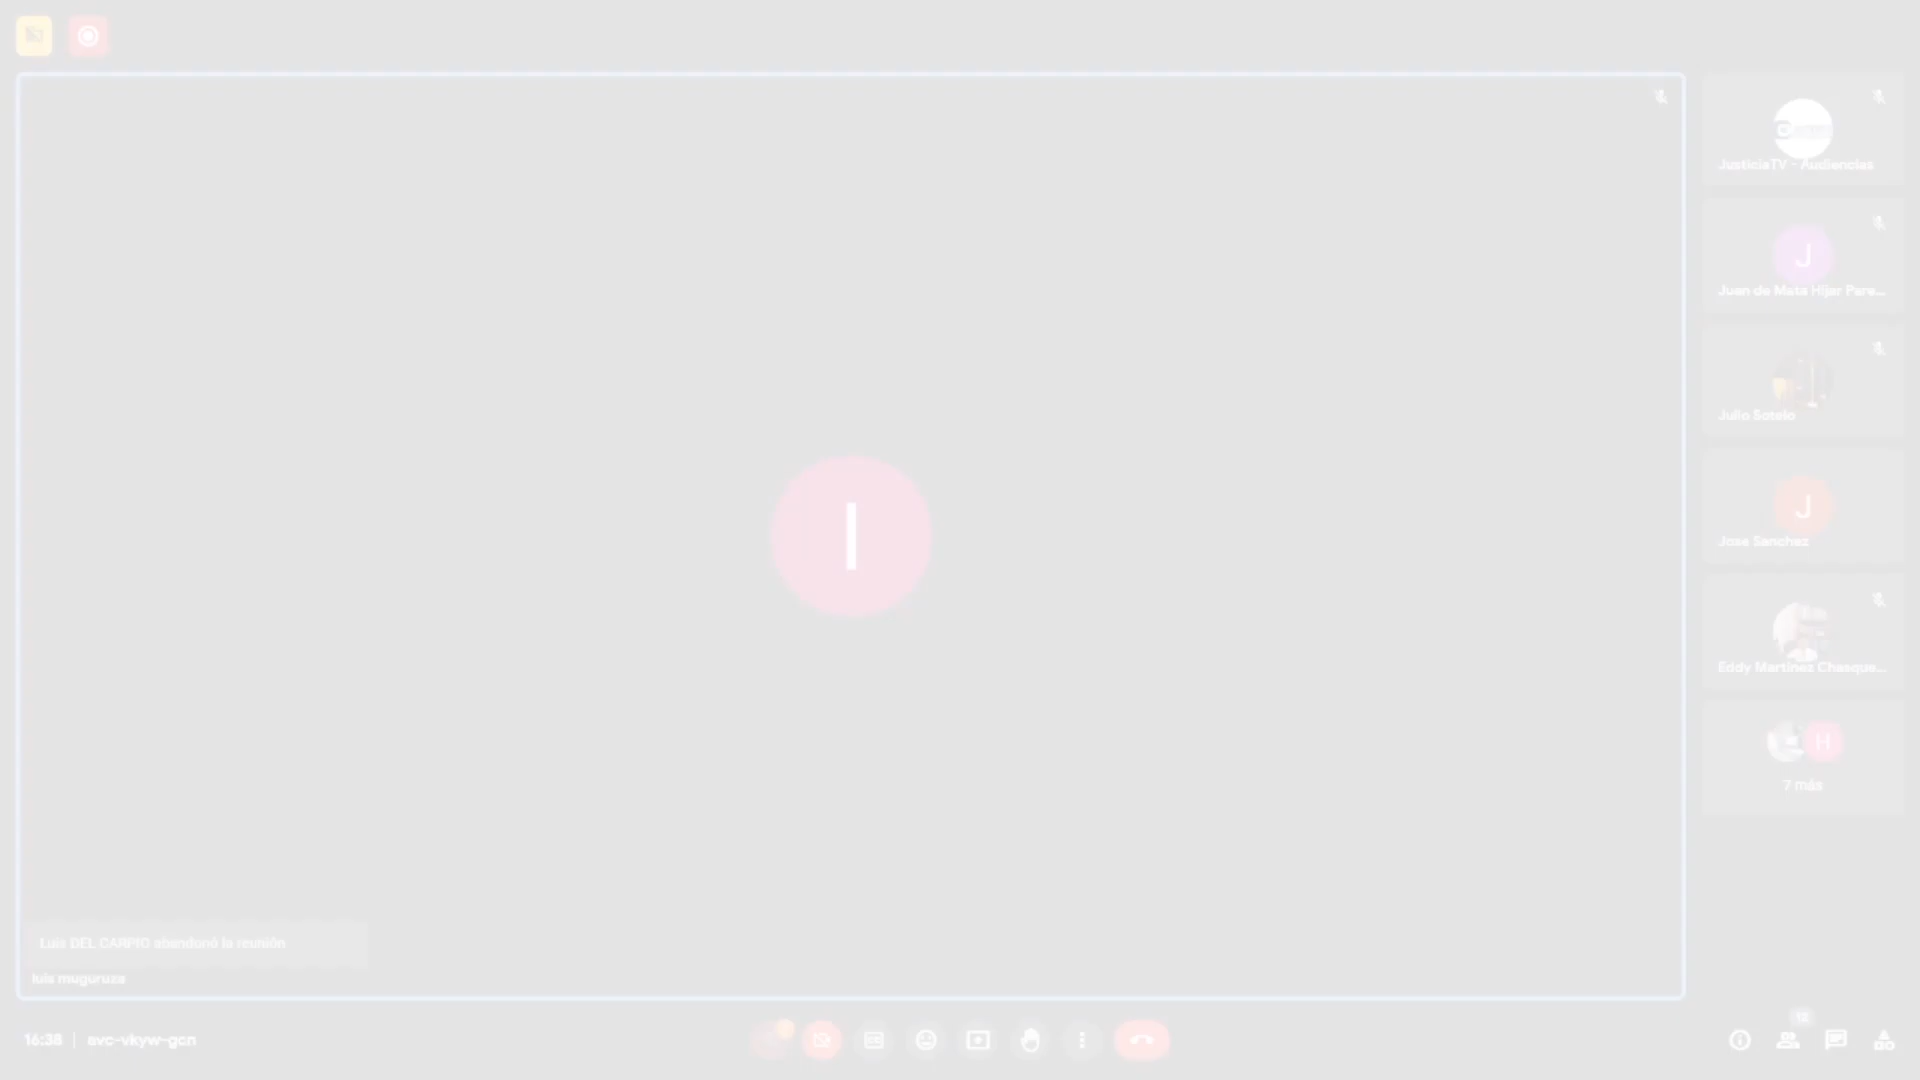 JusticiaTV - Audiencias
J
Juan de Mata Hijar Pare...
Julio Sotelo
J
Jose Sanchez
Eddy Martinez Chasque...
H
7 más
l
Luis DEL CARPIO abandonó la reunión
luis muguruza
16:38 | avc-vkyw-gcn
12